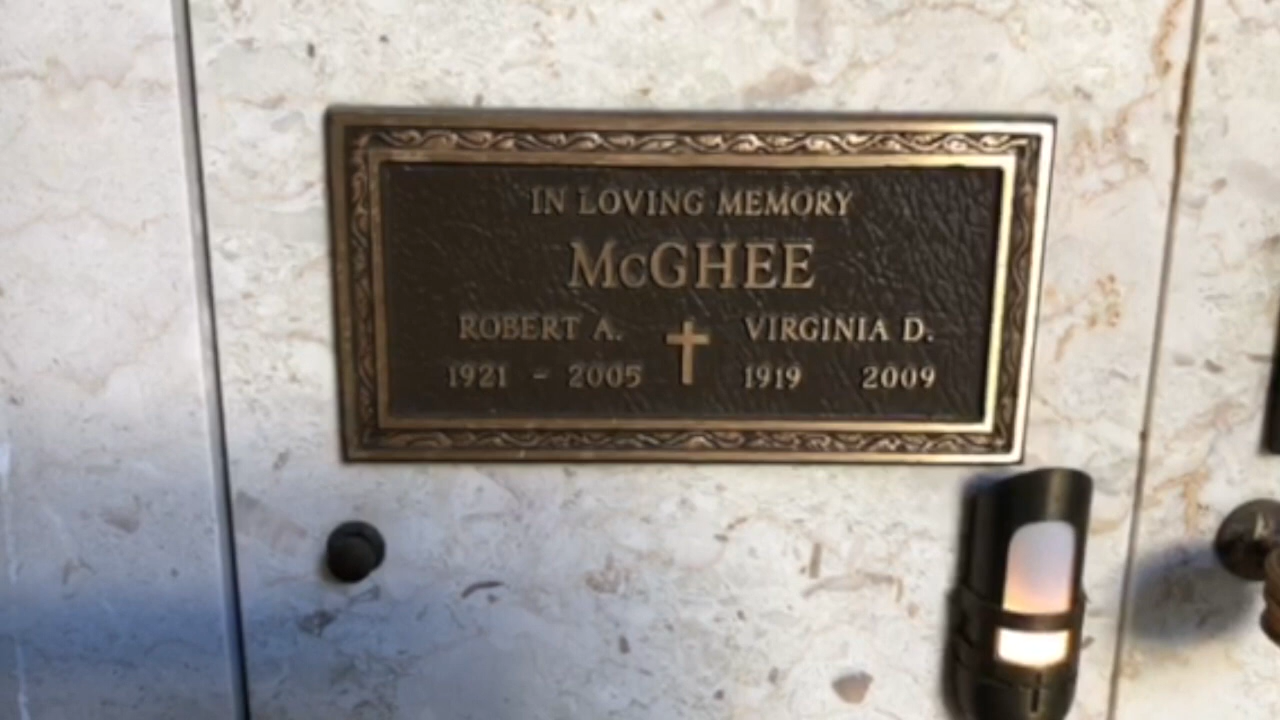 IN LOVING MEMORY
McGHEE
ROBERT A. VIRGINIA D.
1921 - 2005 1919 2009